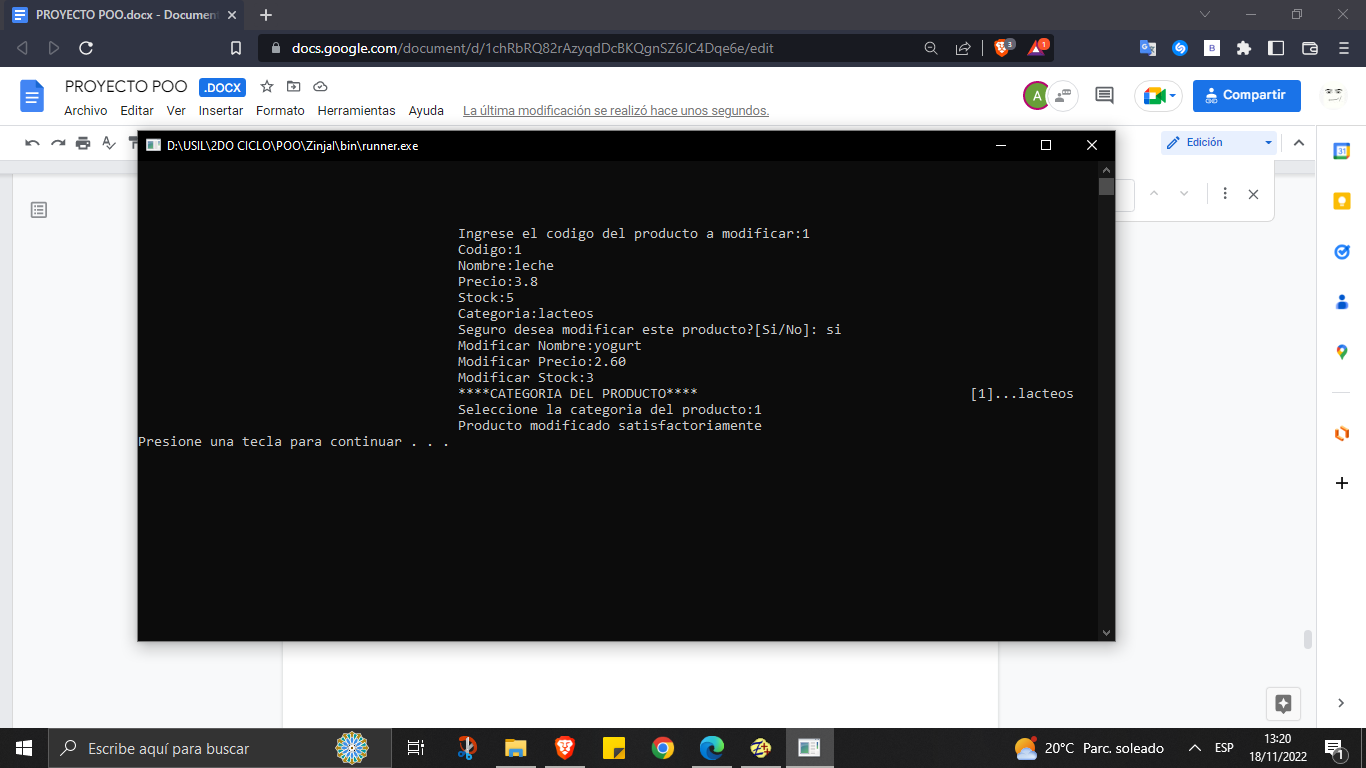 PROYECTO POO.docx - Document
docs.google.com/document/d/1chRbRQ82rAzyqdDcBKQgnSZ6JC4Dqe6e/edit
3
1
B
PROYECTO POO .DOCX
Archivo Editar Ver Insertar Formato Herramientas Ayuda La última modificación se realizó hace unos segundos.
A
Compartir
Edición
31
D:\USIL\2DO CICLO\POO\Zinjal\bin\runner.exe
Ingrese el codigo del producto a modificar:1
Codigo:1
Nombre:leche
Precio:3.8
Stock:5
Categoria:lacteos
Seguro desea modificar este producto?[Si/No]: si
Modificar Nombre:yogurt
Modificar Precio:2.60
Modificar Stock:3
****CATEGORIA DEL PRODUCTO**** [1]...lacteos
Seleccione la categoria del producto:1
Producto modificado satisfactoriamente
Presione una tecla para continuar . . .
Escribe aquí para buscar
20°C Parc. soleado
ESP
13:20
18/11/2022
1